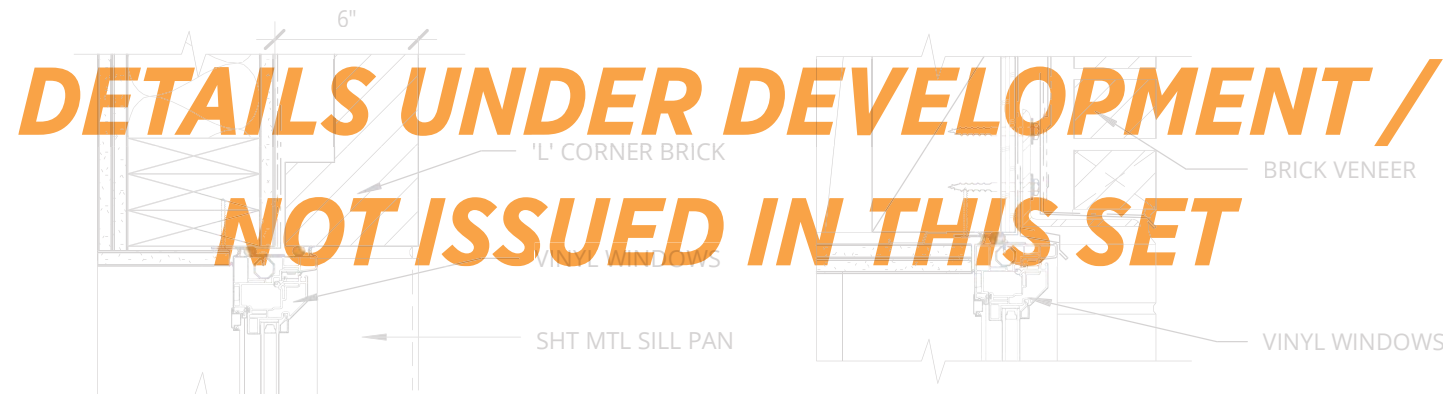 6"
DETAILS UNDER DEVELOPMENT /
'L' CORNER BRICK
BRICK VENEER
NOT ISSUED IN THIS SET
VINYL WINDOWS
SHT MTL SILL PAN
VINYL WINDOWS